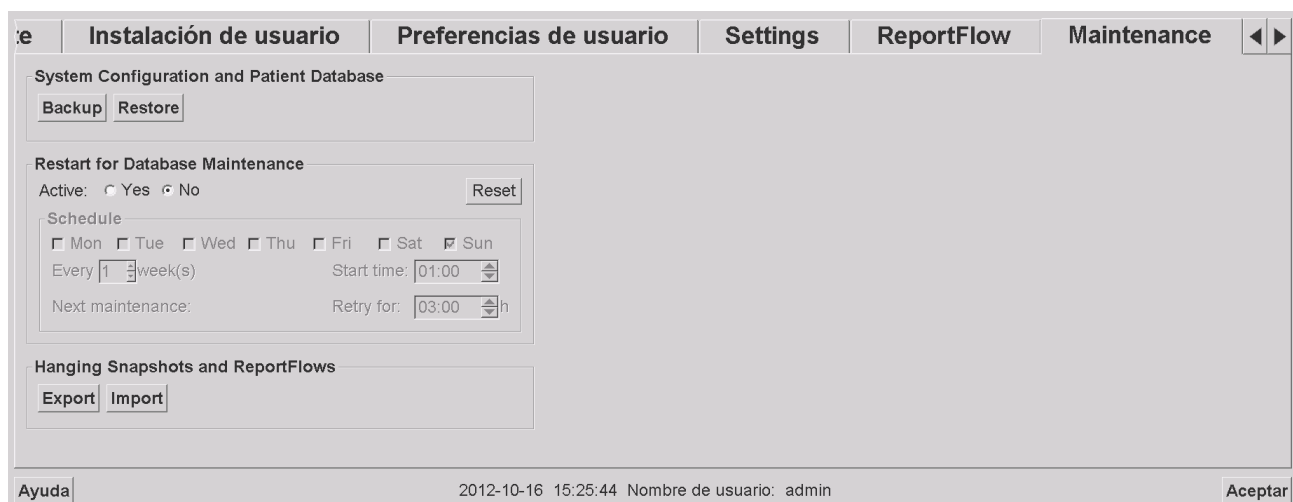 te Instalación de usuario Preferencias de usuario Settings ReportFlow Maintenance
System Configuration and Patient Database
Backup Restore
Restart for Database Maintenance
Active: Yes No Reset
Schedule
Mon Tue Wed Thu Fri Sat Sun
Every 1 week(s) Start time: 01:00
Next maintenance: Retry for: 03:00 h
Hanging Snapshots and ReportFlows
Export Import
Ayuda 2012-10-16 15:25:44 Nombre de usuario: admin Aceptar